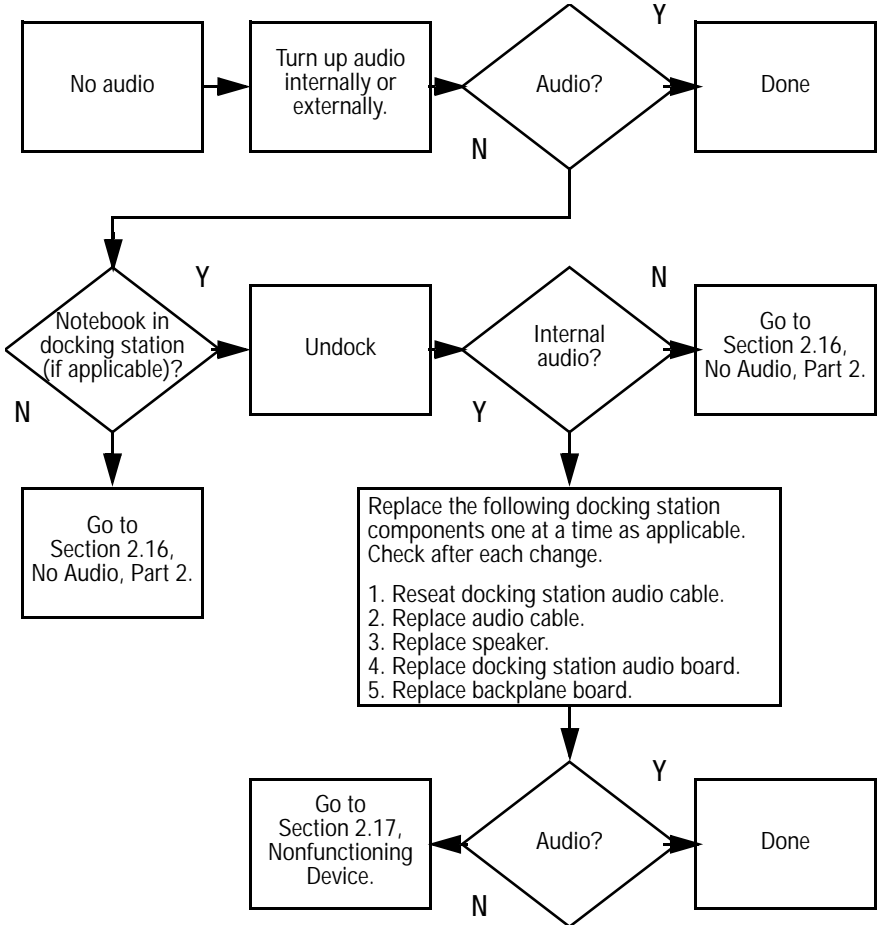 Y
No audio
Turn up audio
internally or
externally.
Audio?
Done
N
Y
N
Notebook in
docking station
(if applicable)?
Undock
Internal
audio?
Go to
Section 2.16,
No Audio, Part 2.
N
Y
Go to
Section 2.16,
No Audio, Part 2.
Replace the following docking station
components one at a time as applicable.
Check after each change.
1. Reseat docking station audio cable.
2. Replace audio cable.
3. Replace speaker.
4. Replace docking station audio board.
5. Replace backplane board.
Y
Go to
Section 2.17,
Nonfunctioning
Device.
Audio?
Done
N